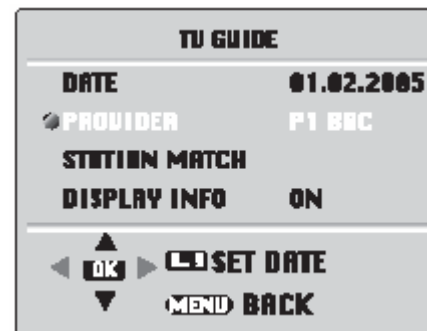 TV GUIDE
DATE 01.02.2005
PROVIDER P1 BBC
STATION MATCH
DISPLAY INFO ON
OK SET DATE
MENU BACK